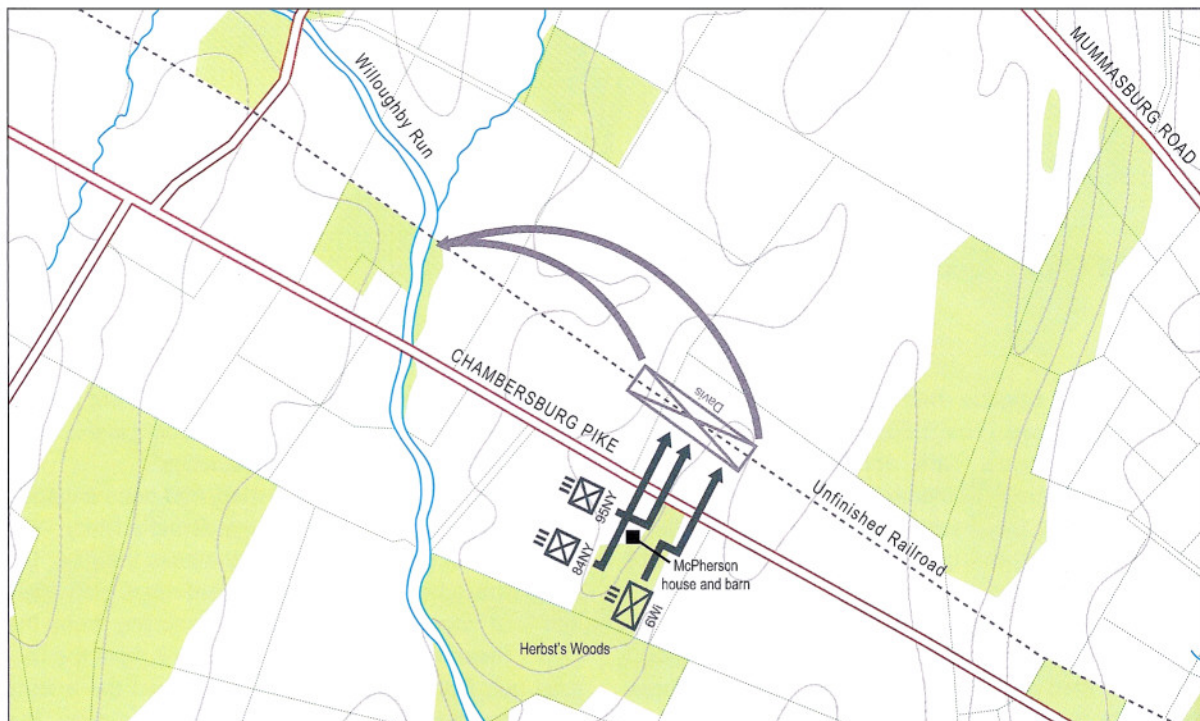 Willoughby Run
MUMMASBURG ROAD
CHAMBERSBURG PIKE
Davis
Unfinished Railroad
95NY
84NY
McPherson
house and barn
6Wi
Herbst's Woods